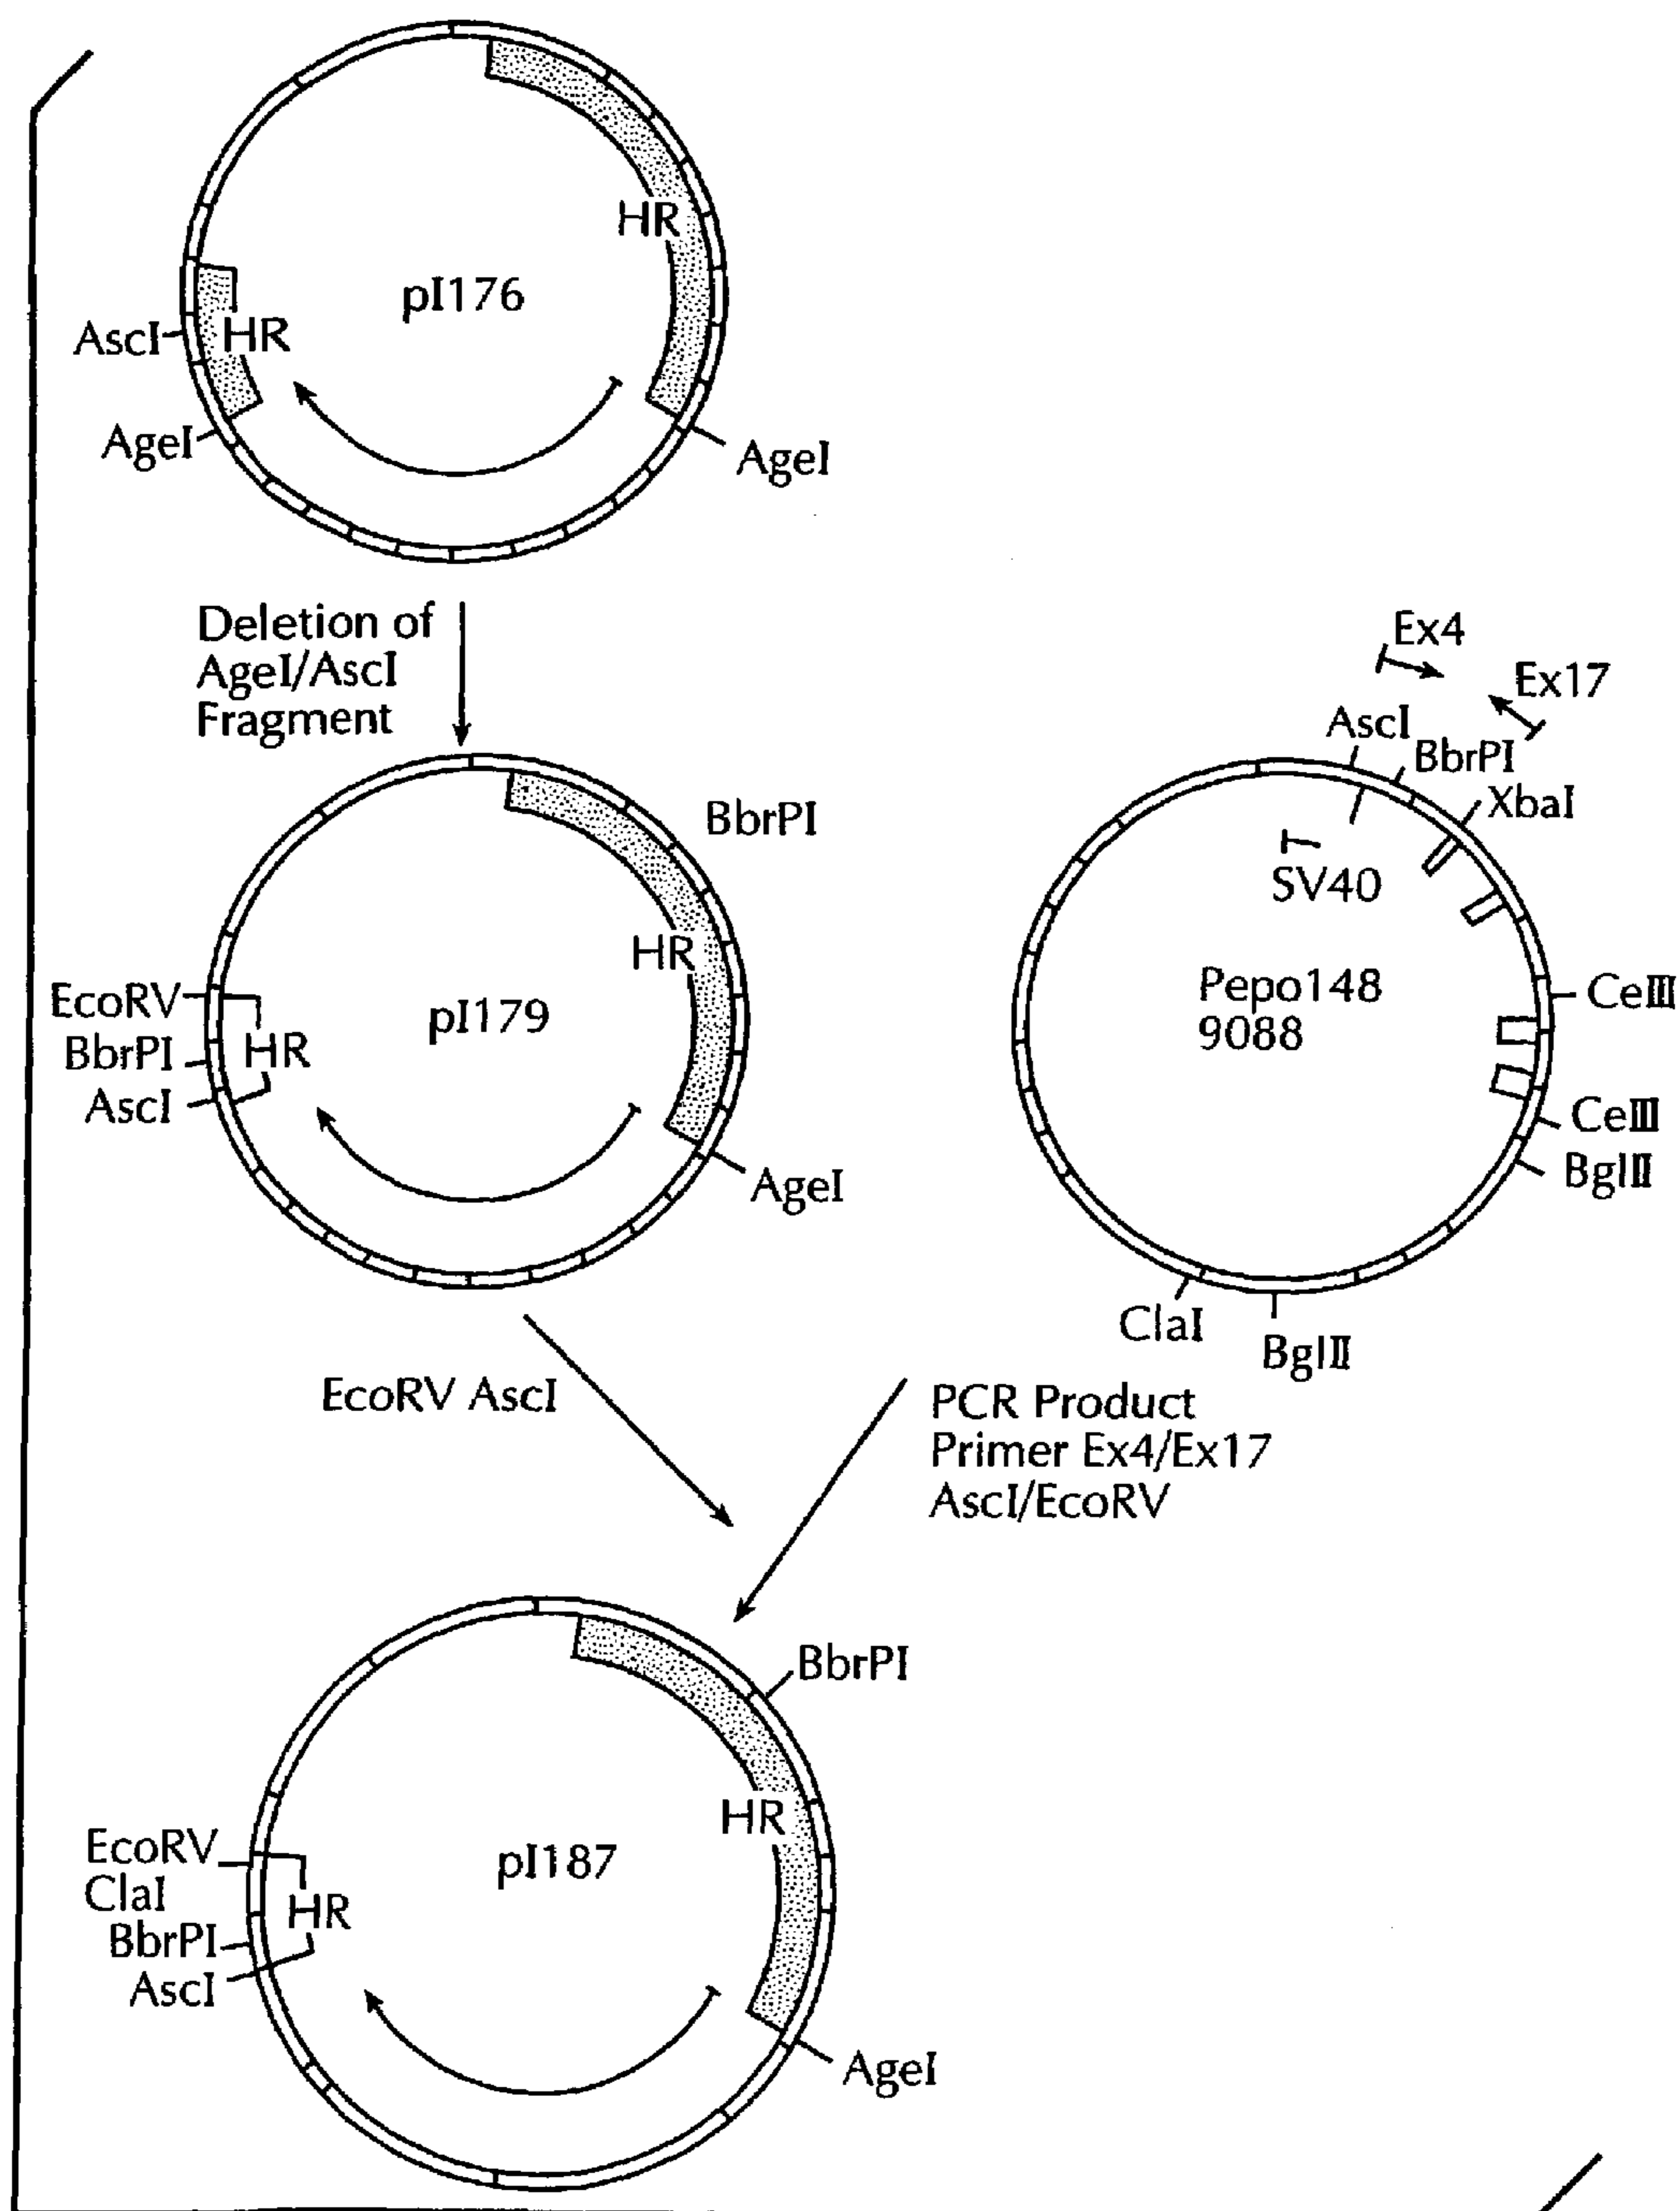 HR
pI176
AscI
HR
AgeI
AgeI
Deletion of
AgeI/AscI
Fragment
Ex4
Ex17
AscI
BbrPI
XbaI
SV40
Pepo148
9088
CeIII
CeIII
BglII
BglII
ClaI
BbrPI
HR
pI179
EcoRV
BbrPI
HR
AscI
AgeI
EcoRV AscI
PCR Product
Primer Ex4/Ex17
AscI/EcoRV
BbrPI
HR
pI187
EcoRV
ClaI
HR
BbrPI
AscI
AgeI